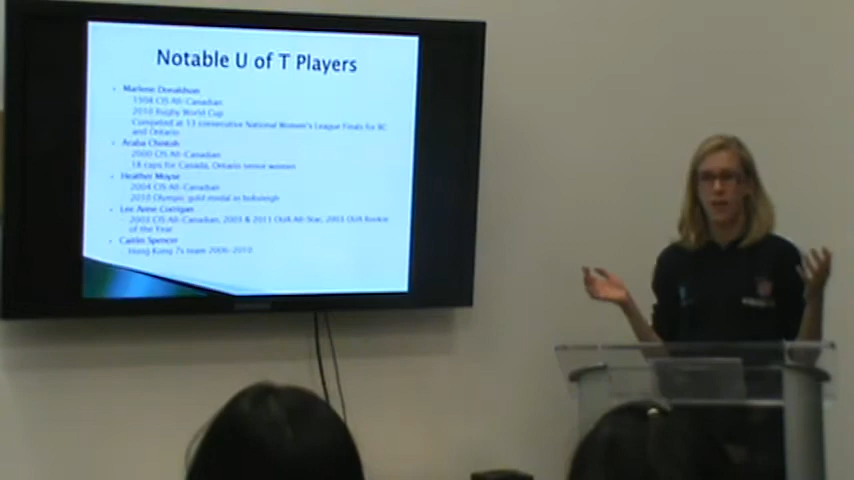 Notable U of T Players
Marlene Donaldson
1998 CIS All-Canadian
2010 Rugby World Cup
Competed at 13 consecutive National Women's League Finals for BC
and Ontario
Araba Chintoh
2000 CIS All-Canadian
18 caps for Canada, Ontario senior women
Heather Moyse
2004 CIS All-Canadian
2010 Olympic gold medal in bobsleigh
Lee Anne Corrigan
2003 CIS All-Canadian, 2003 & 2011 OUA All-Star, 2003 OUA Rookie
of the Year
Caitlin Spencer
Hong Kong 7s team 2006-2010